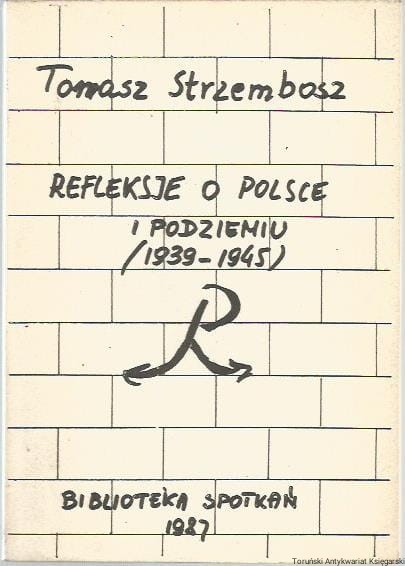 Tomasz Strzembosz
REFLEKSJE O POLSCE
I PODZIEMIU
(1939-1945)
BIBLIOTEKA SPOTKAŃ
1987
Toruński Antykwariat Księgarski